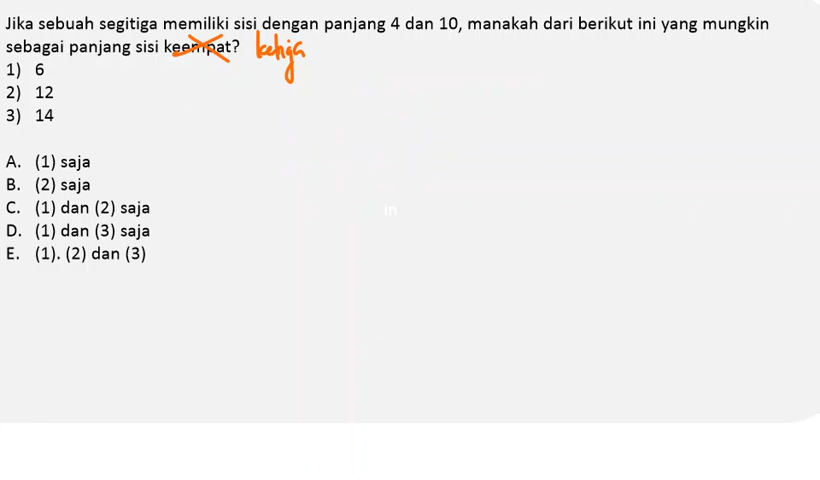 Jika sebuah segitiga memiliki sisi dengan panjang 4 dan 10, manakah dari berikut ini yang mungkin
sebagai panjang sisi keempat? ketiga
1) 6
2) 12
3) 14
A. (1) saja
B. (2) saja
C. (1) dan (2) saja
in
D. (1) dan (3) saja
E. (1). (2) dan (3)